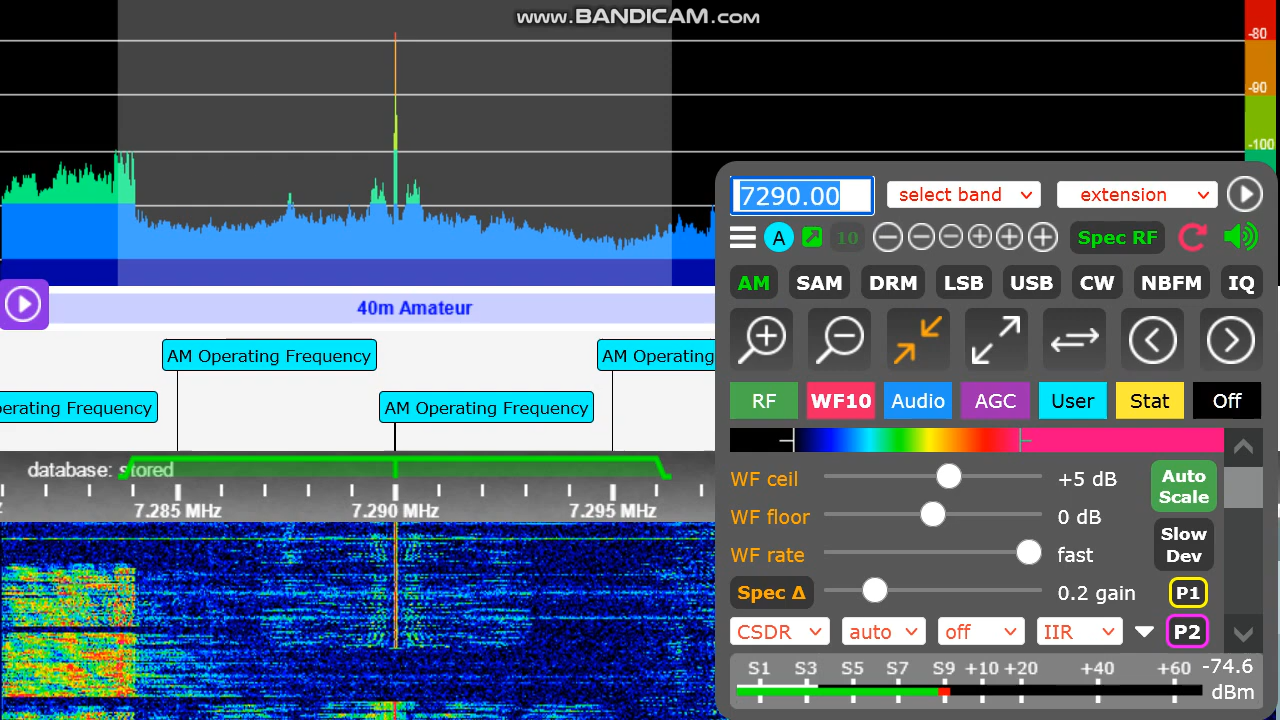 www.BANDICAM.com
-80
-90
-100
7290.00 select band extension
A 10 Spec RF
AM SAM DRM LSB USB CW NBFM IQ
40m Amateur
AM Operating Frequency AM Operating
erating Frequency AM Operating Frequency
RF WF10 Audio AGC User Stat Off
database: stored
7.285 MHz 7.290 MHz 7.295 MHz
WF ceil +5 dB Auto Scale
WF floor 0 dB
WF rate fast Slow Dev
Spec Δ 0.2 gain P1
CSDR auto off IIR P2
S1 S3 S5 S7 S9 +10 +20 +40 +60 -74.6
dBm